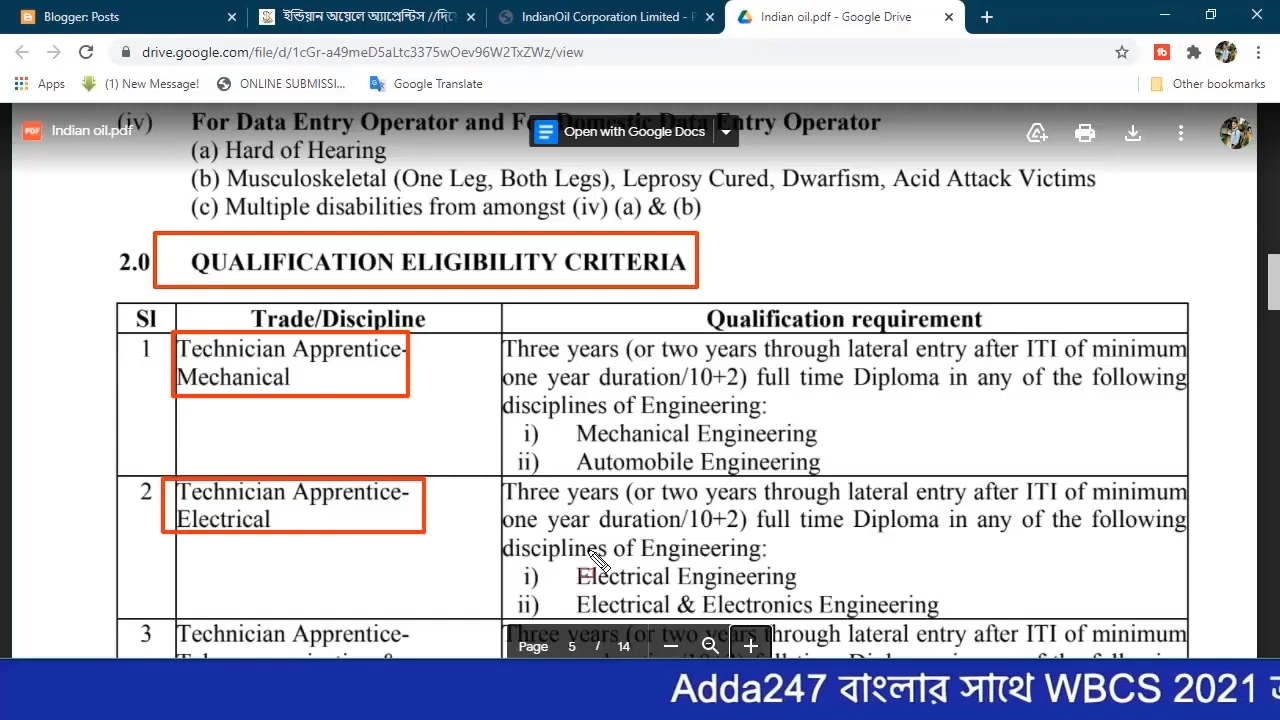 Blogger: Posts
ইন্ডিয়ান অয়েলে অ্যাপ্রেন্টিস //দিল্লি
IndianOil Corporation Limited - P
Indian oil.pdf - Google Drive
drive.google.com/file/d/1cGr-a49meD5aLtc3375wOev96W2TxZWz/view
Apps
(1) New Message!
ONLINE SUBMISSI...
Google Translate
Other bookmarks
PDF Indian oil.pdf
Open with Google Docs
(iv) For Data Entry Operator and For Domestic Data Entry Operator
(a) Hard of Hearing
(b) Musculoskeletal (One Leg, Both Legs), Leprosy Cured, Dwarfism, Acid Attack Victims
(c) Multiple disabilities from amongst (iv) (a) & (b)
2.0 QUALIFICATION ELIGIBILITY CRITERIA
Sl Trade/Discipline Qualification requirement
1 Technician Apprentice-
Mechanical
Three years (or two years through lateral entry after ITI of minimum
one year duration/10+2) full time Diploma in any of the following
disciplines of Engineering:
i) Mechanical Engineering
ii) Automobile Engineering
2 Technician Apprentice-
Electrical
Three years (or two years through lateral entry after ITI of minimum
one year duration/10+2) full time Diploma in any of the following
disciplines of Engineering:
i) Electrical Engineering
ii) Electrical & Electronics Engineering
3 Technician Apprentice-
Three years (or two years through lateral entry after ITI of minimum
Page 5 / 14
Adda247 বাংলার সাথে WBCS 2021